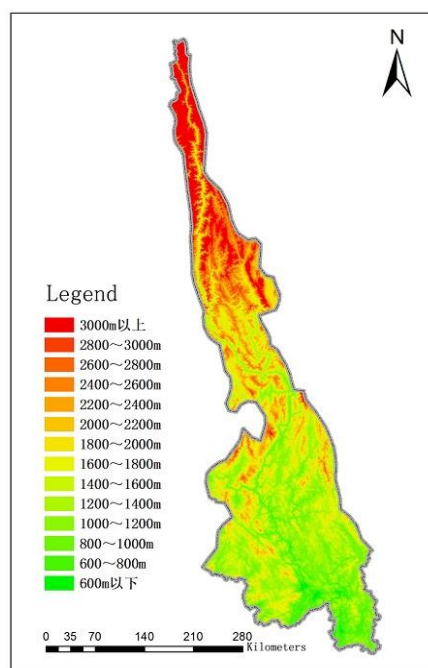 N
Legend
3000m以上
2800～3000m
2600～2800m
2400～2600m
2200～2400m
2000～2200m
1800～2000m
1600～1800m
1400～1600m
1200～1400m
1000～1200m
800～1000m
600～800m
600m以下
0 35 70 140 210 280
Kilometers